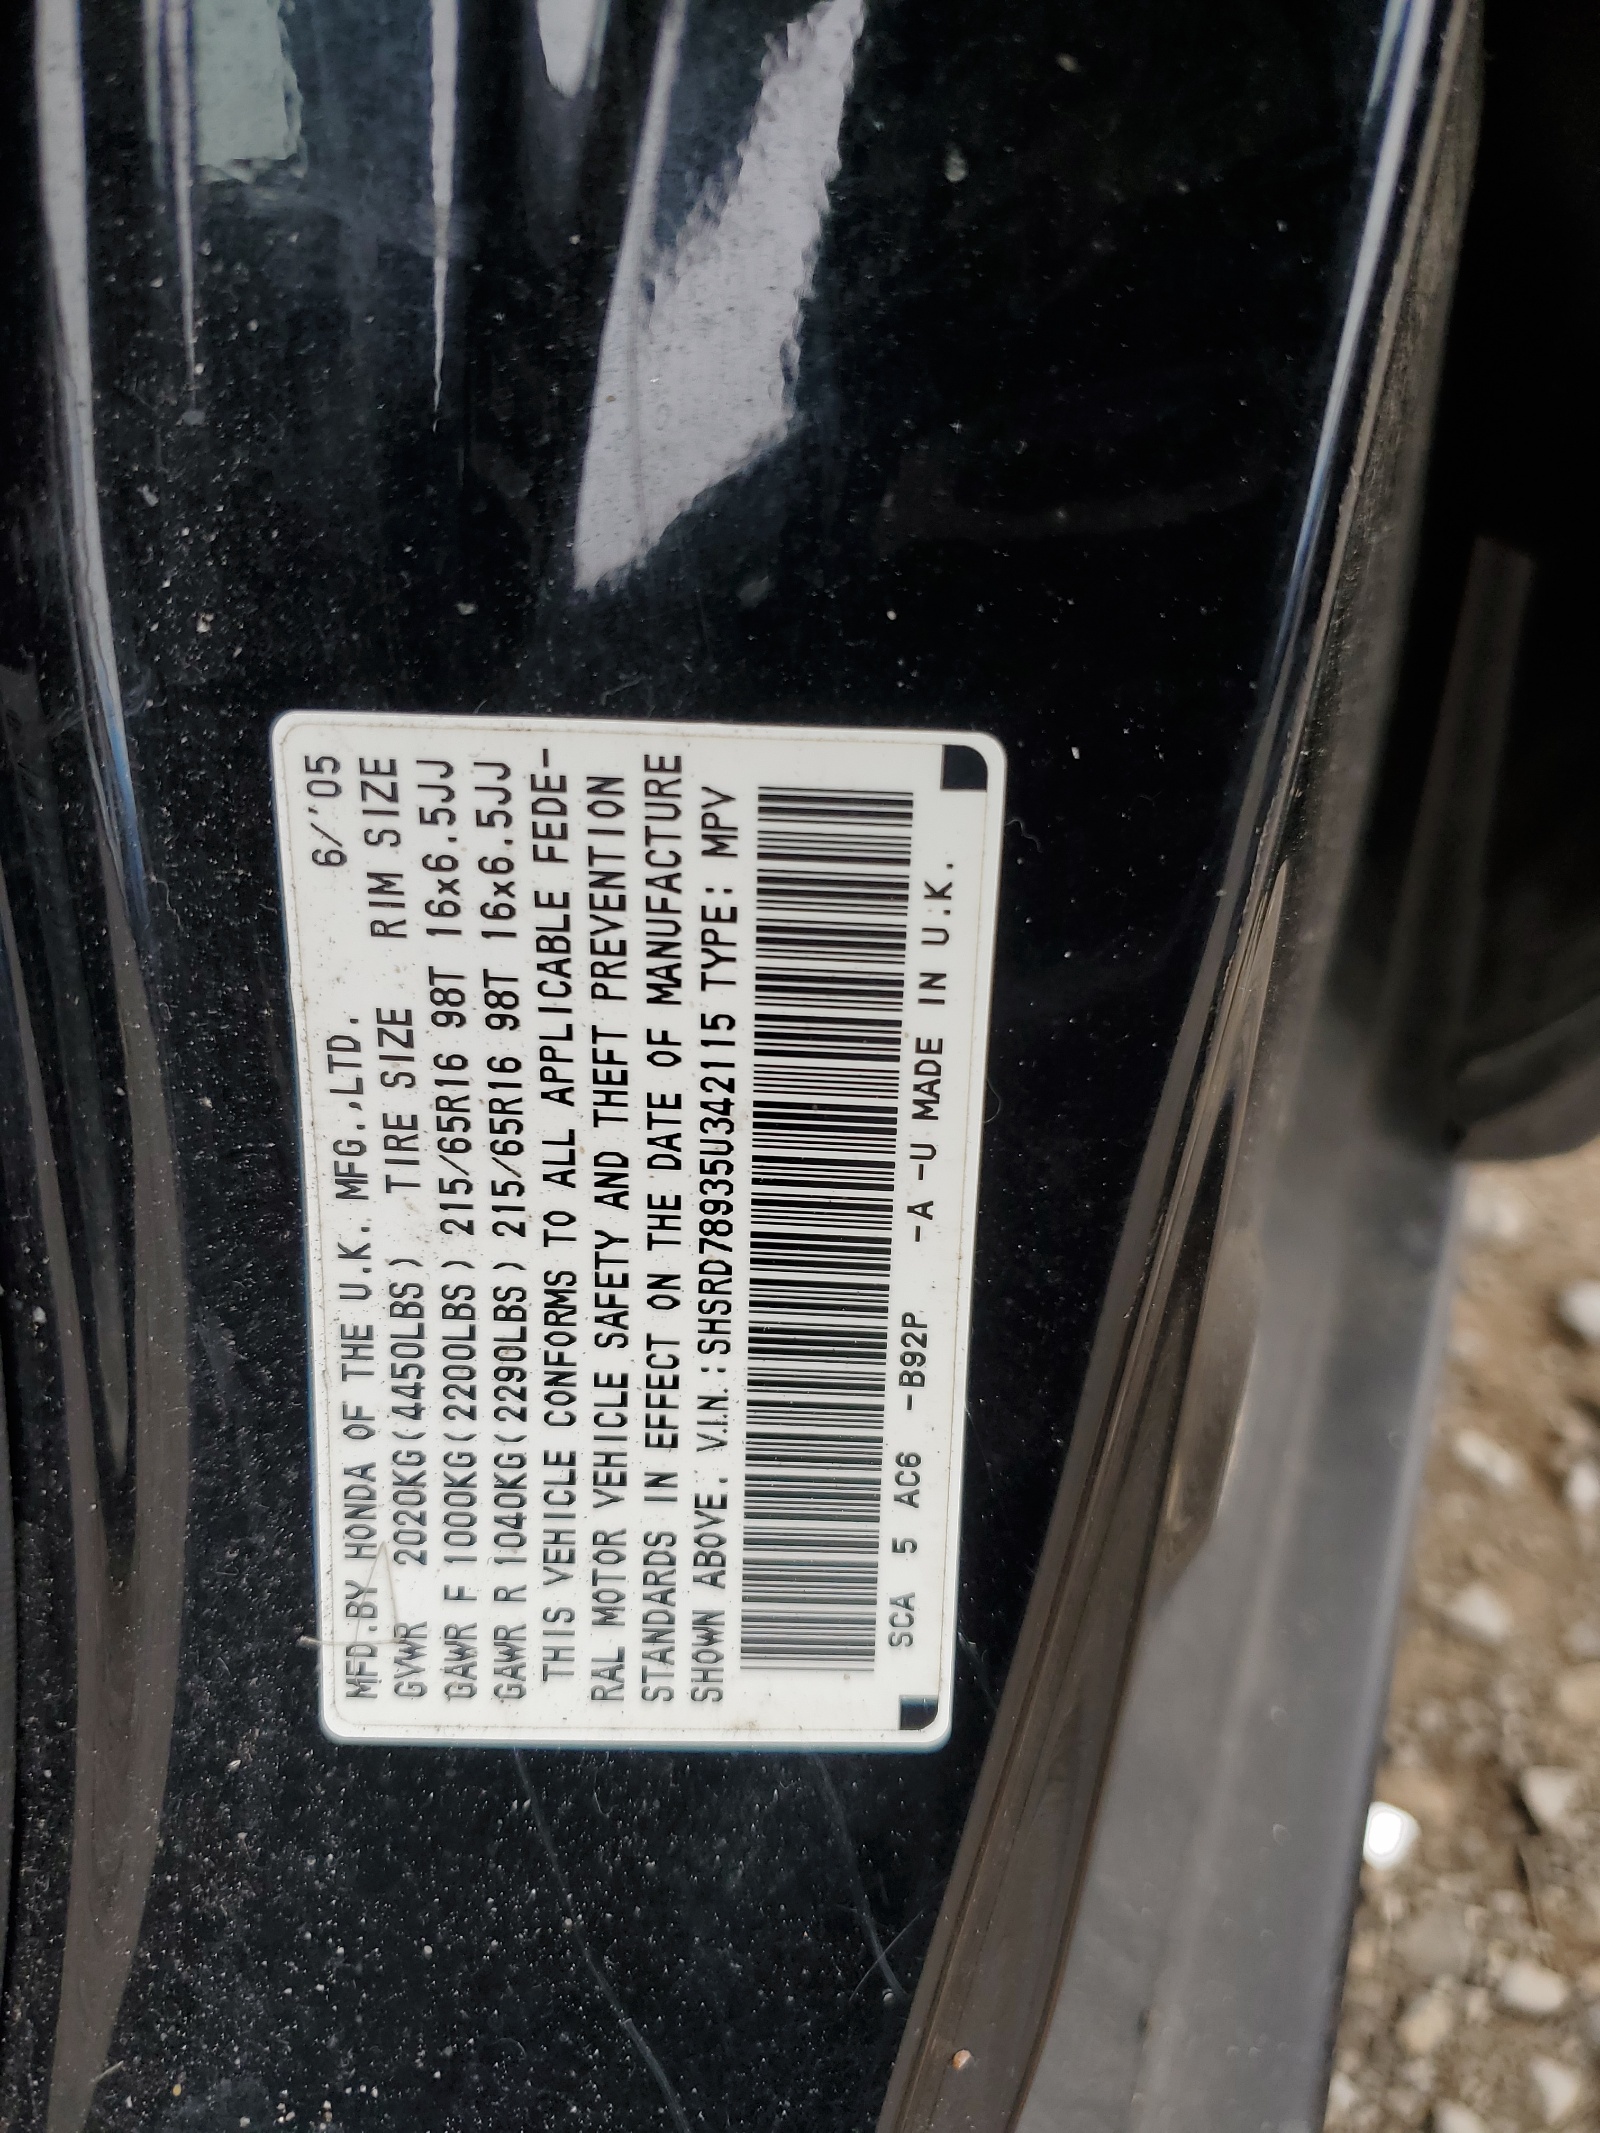 MFD.BY HONDA OF THE U.K. MFG.,LTD. 6/'05
GVWR 2020KG(4450LBS) TIRE SIZE RIM SIZE
GAWR F 1000KG(2200LBS) 215/65R16 98T 16x6.5JJ
GAWR R 1040KG(2290LBS) 215/65R16 98T 16x6.5JJ
THIS VEHICLE CONFORMS TO ALL APPLICABLE FEDE-
RAL MOTOR VEHICLE SAFETY AND THEFT PREVENTION
STANDARDS IN EFFECT ON THE DATE OF MANUFACTURE
SHOWN ABOVE. V.I.N.:SHSRD78935U342115 TYPE: MPV
SCA 5 AC6 -B92P -A -U MADE IN U.K.